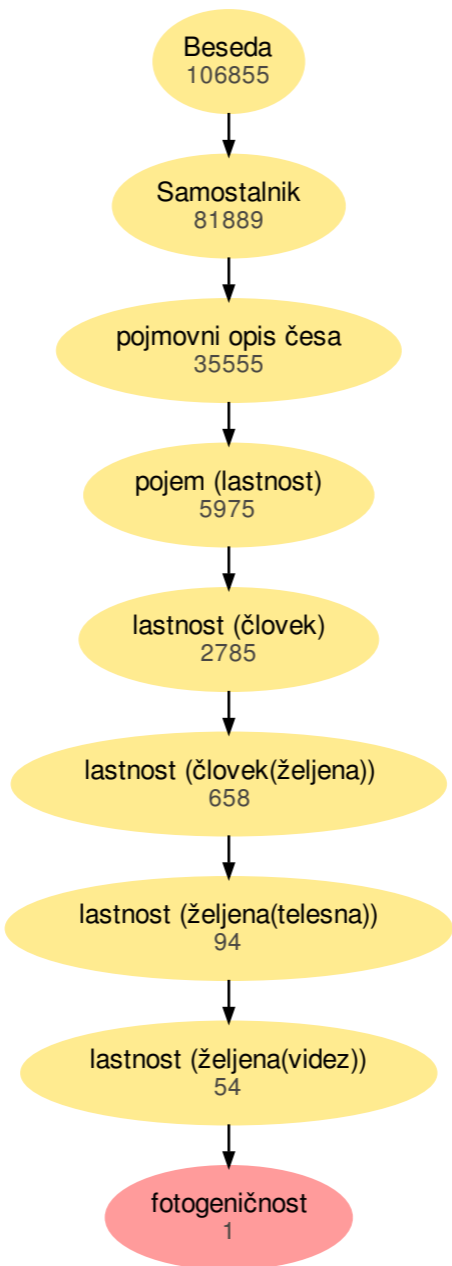 Beseda
106855
Samostalnik
81889
pojmovni opis česa
35555
pojem (lastnost)
5975
lastnost (človek)
2785
lastnost (človek(željena))
658
lastnost (željena(telesna))
94
lastnost (željena(videz))
54
fotogeničnost
1